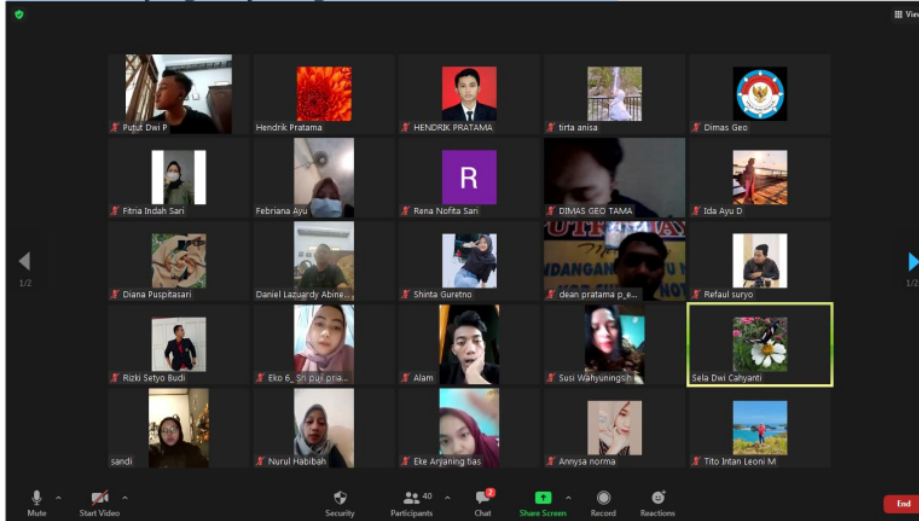 View
Putut Dwi P
Hendrik Pratama
HENDRIK PRATAMA
tirta anisa
Dimas Geo
Fitria Indah Sari
Febriana Ayu
R
Rena Nofita Sari
DIMAS GEO TAMA
Ida Ayu D
1/2
Diana Puspitasari
Daniel Lazuardy Abine...
Shinta Guretno
dean pratama p_e...
Refaul suryo
1/2
Rizki Setyo Budi
Eko 6_ Sri puji pria...
Alam
Susi Wahyuningsih
Sela Dwi Cahyanti
sandi
Nurul Habibah
Eke Aryaning tias
Annysa norma
Tito Intan Leoni M
40
2
Mute
Start Video
Security
Participants
Chat
Share Screen
Record
Reactions
End